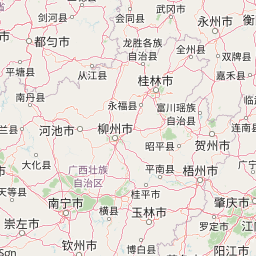 剑河县
会同县
武冈市
永州市
衡
都匀市
龙胜各族
自治县
全州县
双牌县
平塘县
从江县
桂林市
嘉禾县
南丹县
永福县
富川瑶族
自治县
临武
兰县
河池市
柳州市
连南县
昭平县
贺州市
大化县
广西壮族
自治区
平南县
梧州市
天等县
桂平市
肇庆市
南宁市
横县
玉林市
江
崇左市
罗定市
钦州市
博白县
阳江市